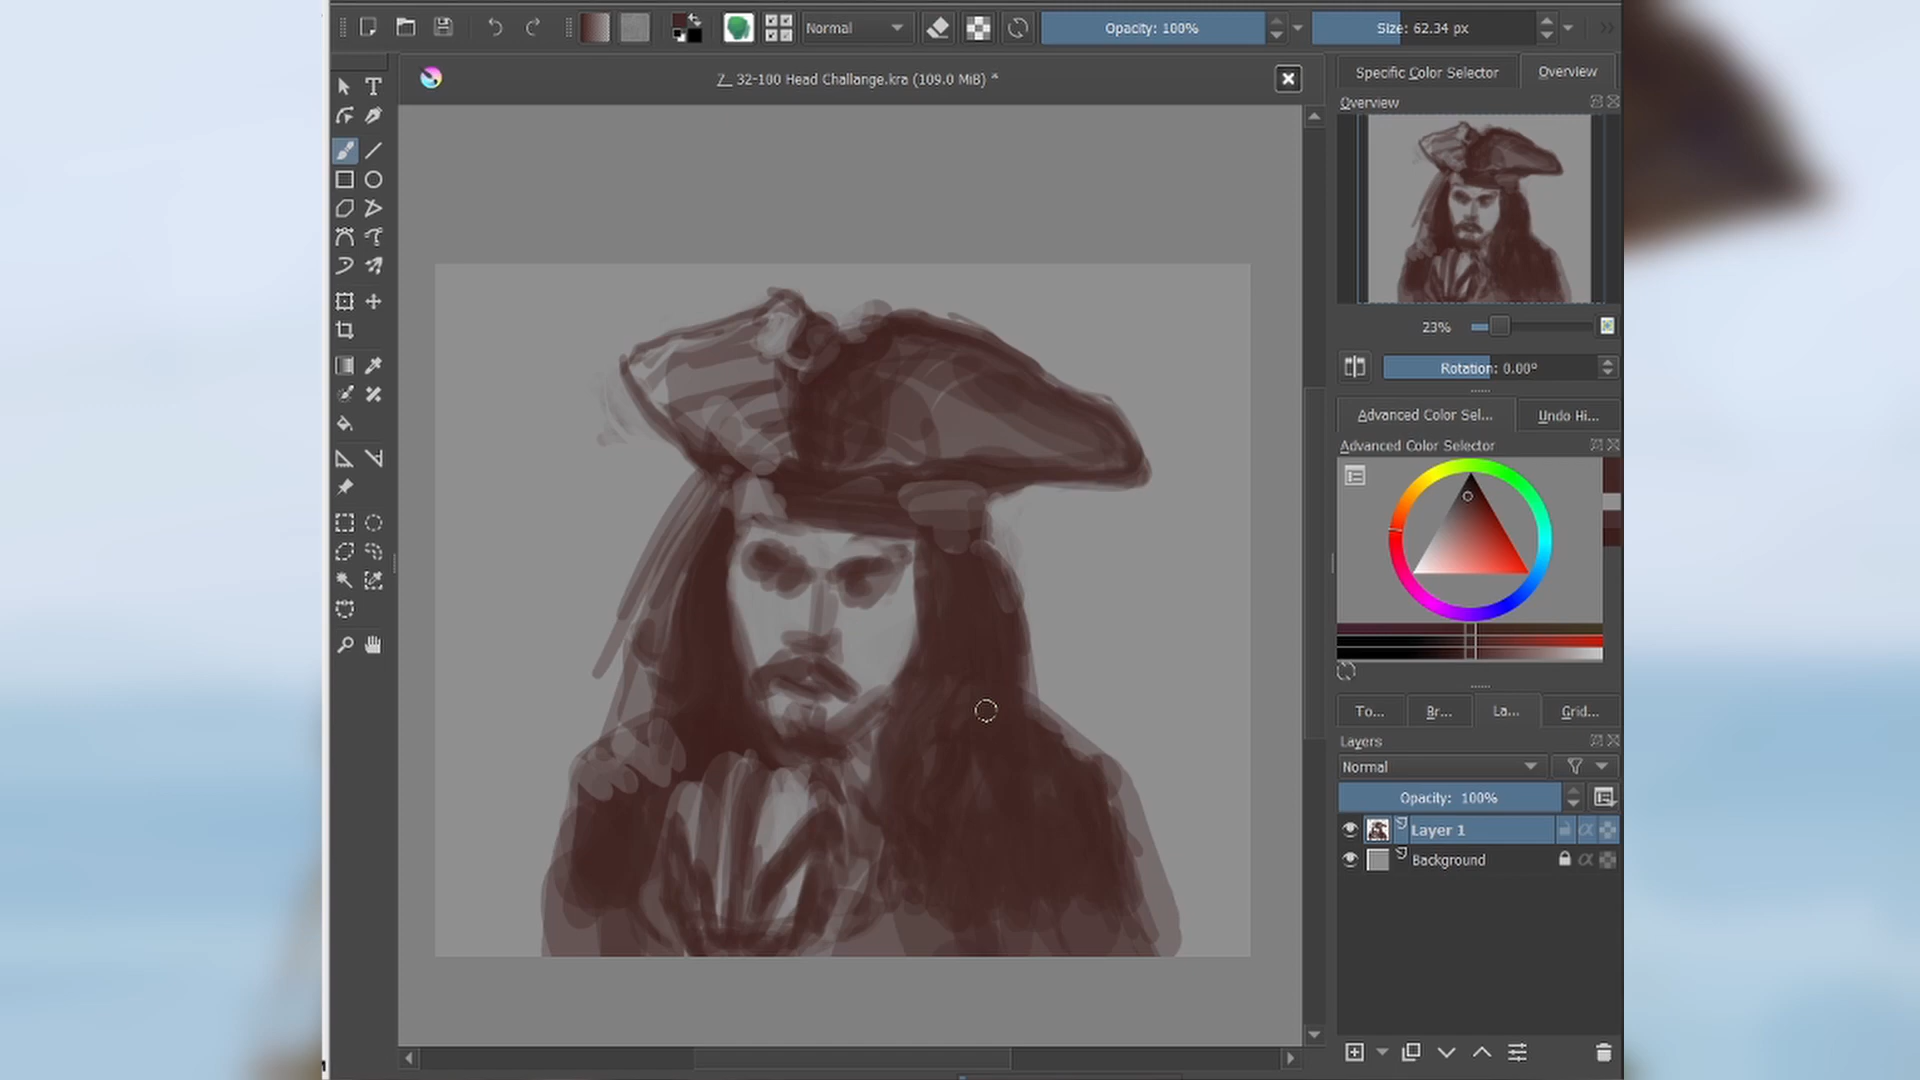 Normal
Opacity: 100%
Size: 62.34 px
7_ 32-100 Head Challange.kra (109.0 MiB) *
Specific Color Selector
Overview
Overview
23%
Rotation: 0.00°
Advanced Color Sel...
Undo Hi...
Advanced Color Selector
To...
Br...
La...
Grid...
Layers
Normal
Opacity: 100%
Layer 1
Background